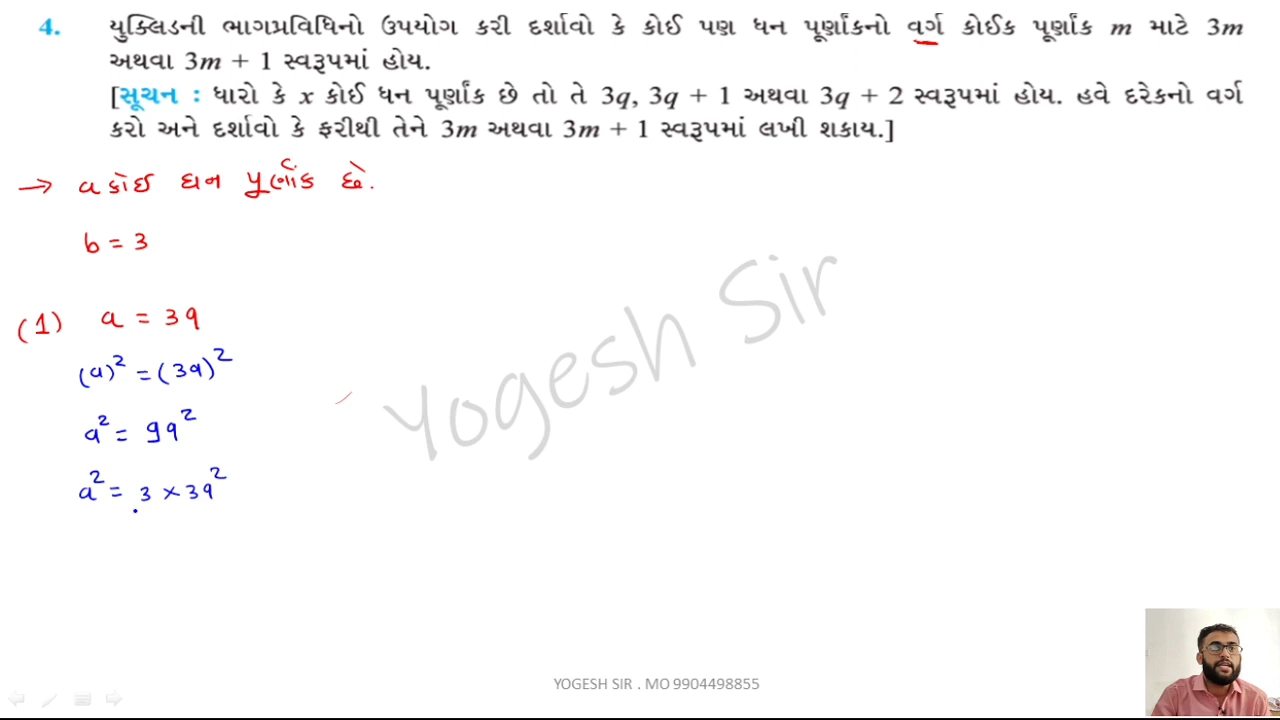 4. યુક્લિડની ભાગપ્રવિધિનો ઉપયોગ કરી દર્શાવો કે કોઈ પણ ધન પૂર્ણાંકનો વર્ગ કોઈક પૂર્ણાંક m માટે 3m
અથવા 3m + 1 સ્વરૂપમાં હોય.
[સૂચન : ધારો કે x કોઈ ધન પૂર્ણાંક છે તો તે 3q, 3q + 1 અથવા 3q + 2 સ્વરૂપમાં હોય. હવે દરેકનો વર્ગ
કરો અને દર્શાવો કે ફરીથી તેને 3m અથવા 3m + 1 સ્વરૂપમાં લખી શકાય.]
→ a કોઈ ધન પૂર્ણાંક છે.
b = 3
(1) a = 3q
(a)² = (3q)²
a² = 9q²
a² = 3 × 3q²
Yogesh Sir
YOGESH SIR . MO 9904498855